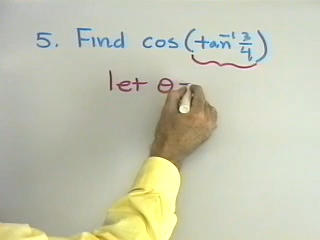 5. Find cos(tan⁻¹ 3/4)
let θ =